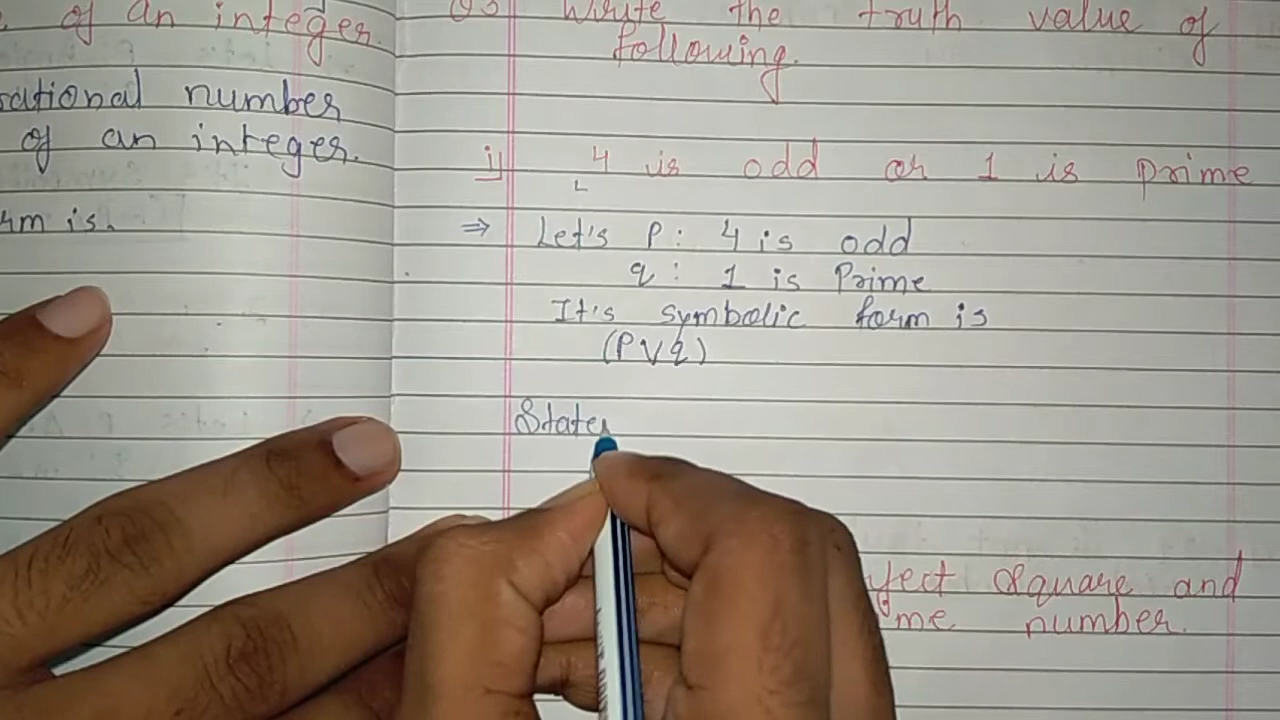 of an integer.
rational number
of an integer.
rm is.
Q3 Write the truth value of
following.
i) 4 is odd or 1 is prime
⇒ Let's P: 4 is odd
q: 1 is Prime
It's symbolic form is
(P∨q)
State
fect square and
me number.